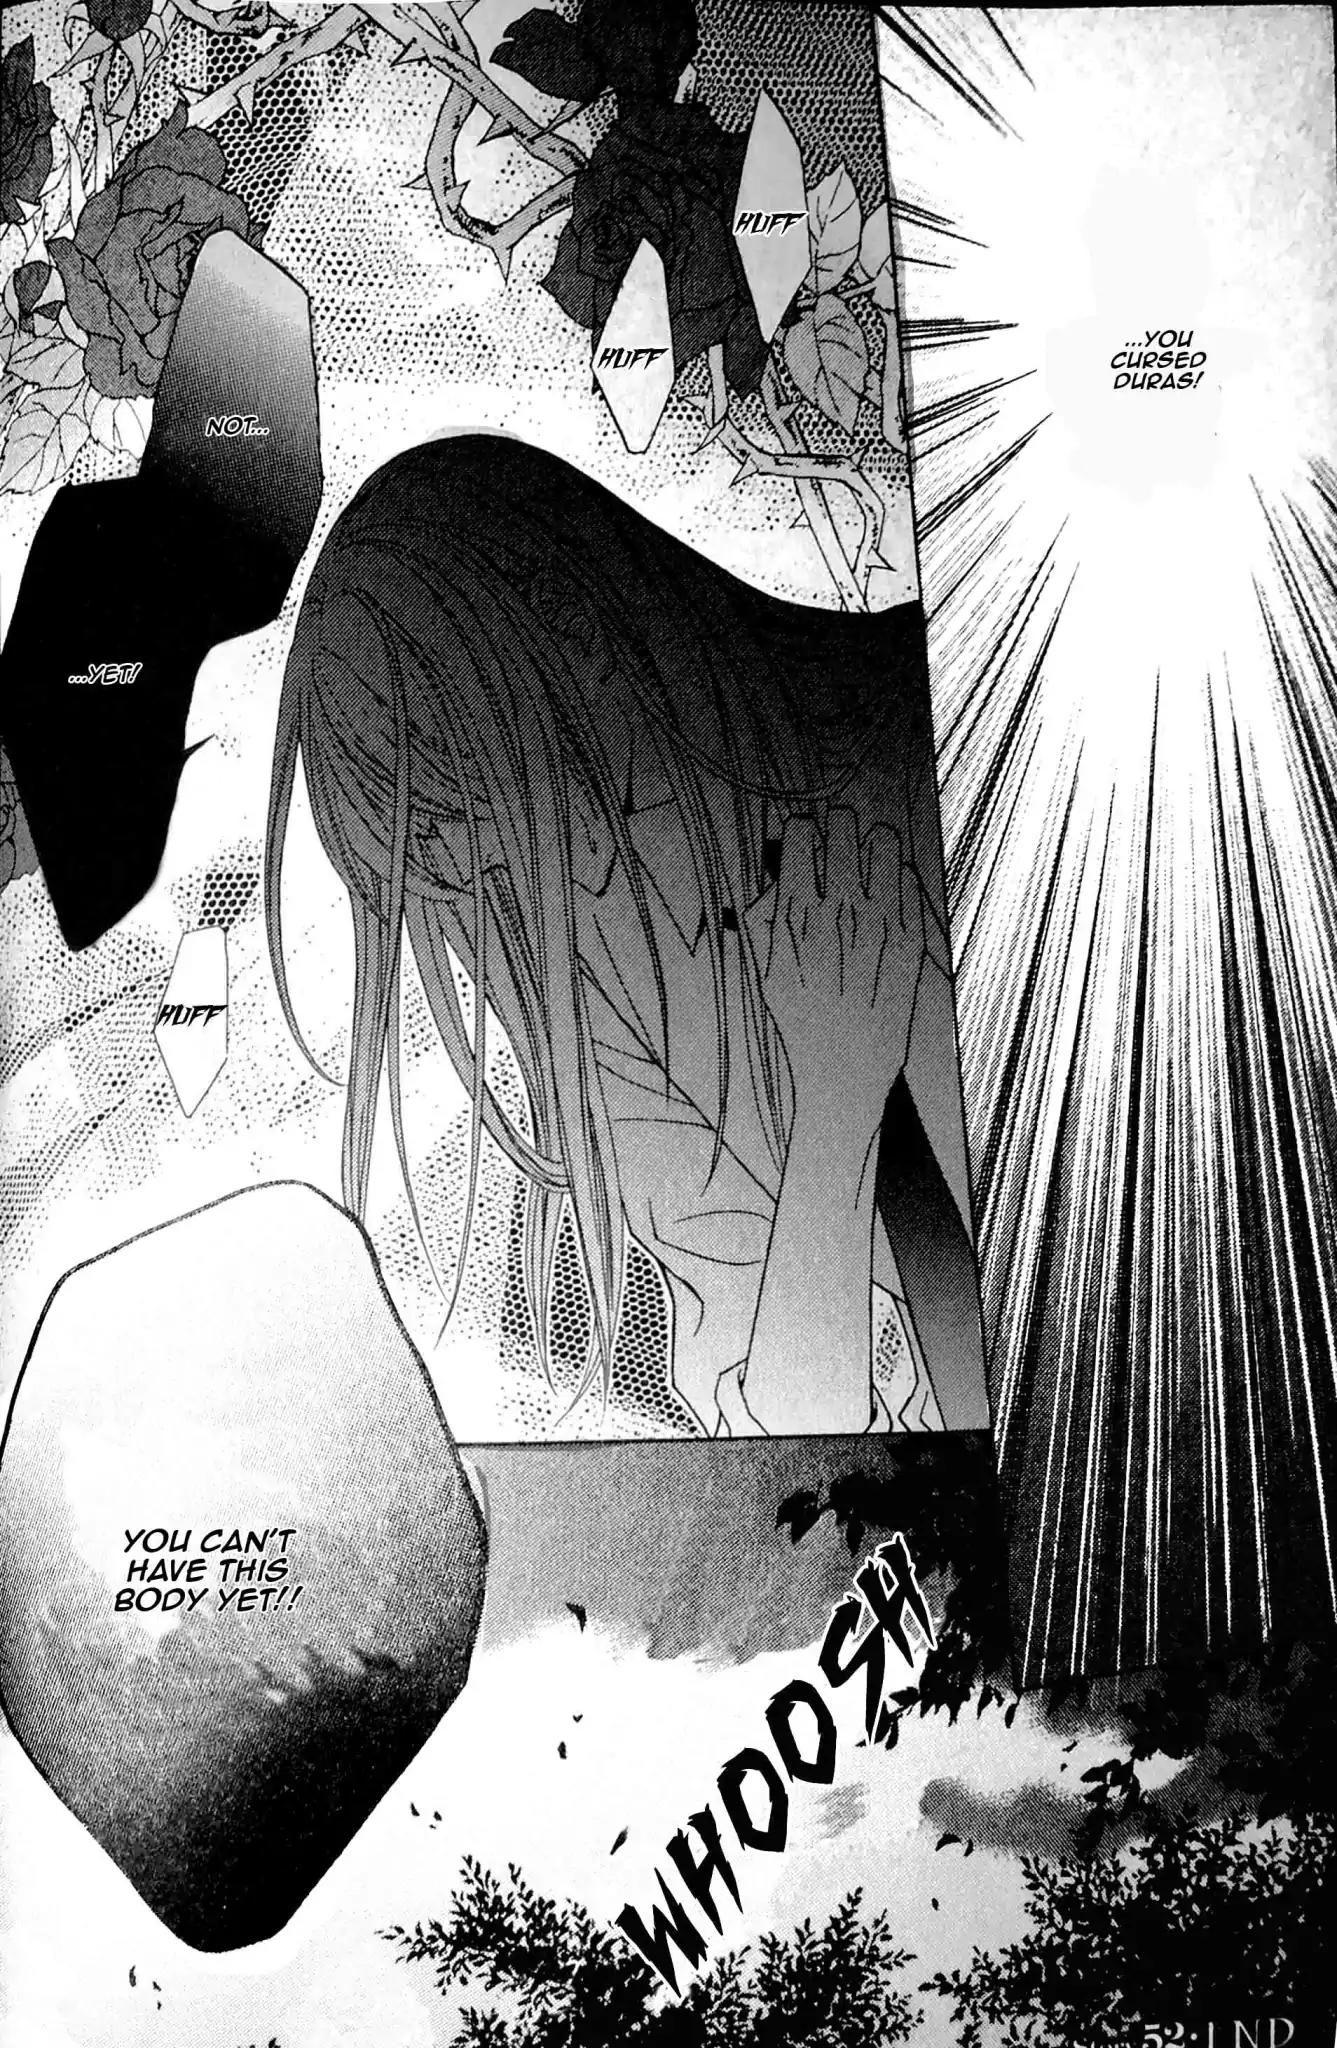 ...YOU
CURSED
DURAS!
HUFF
HUFF
NOT...
...YET!
HUFF
YOU CAN'T
HAVE THIS
BODY YET!!
WHOOSH
52·END